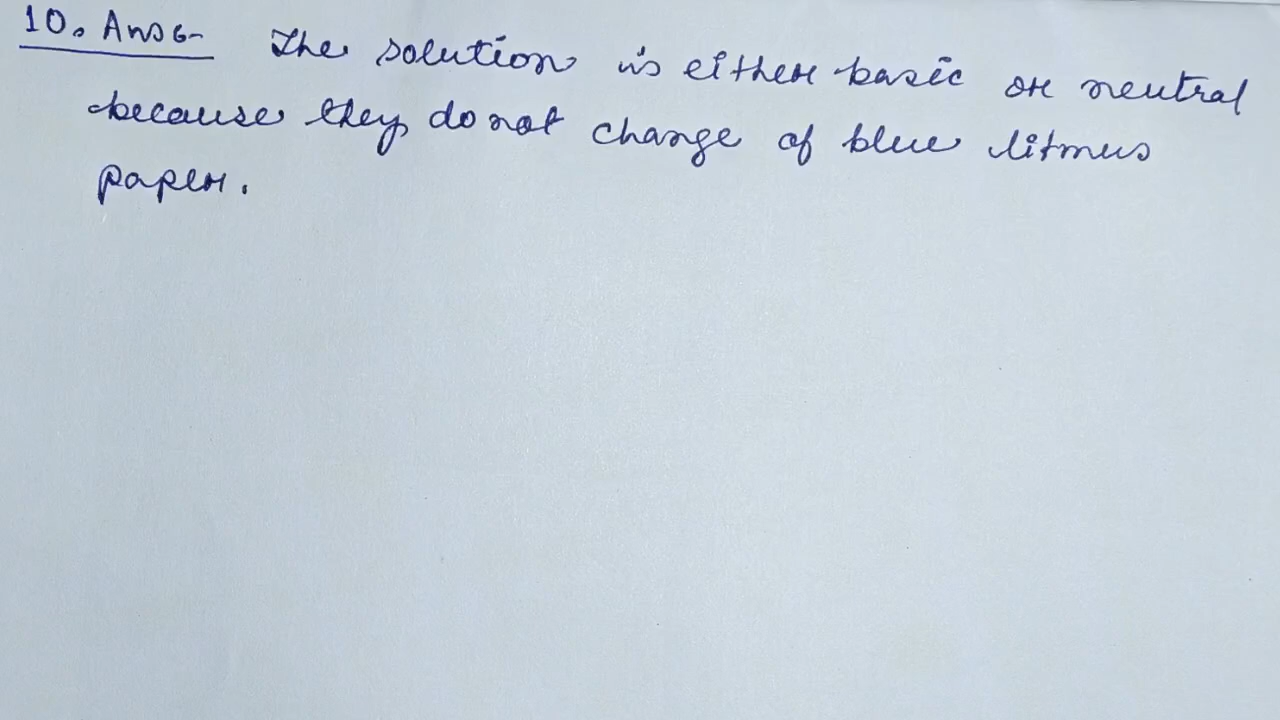 10. Ans:- The solution is either basic or neutral
because they do not change of blue litmus
paper.